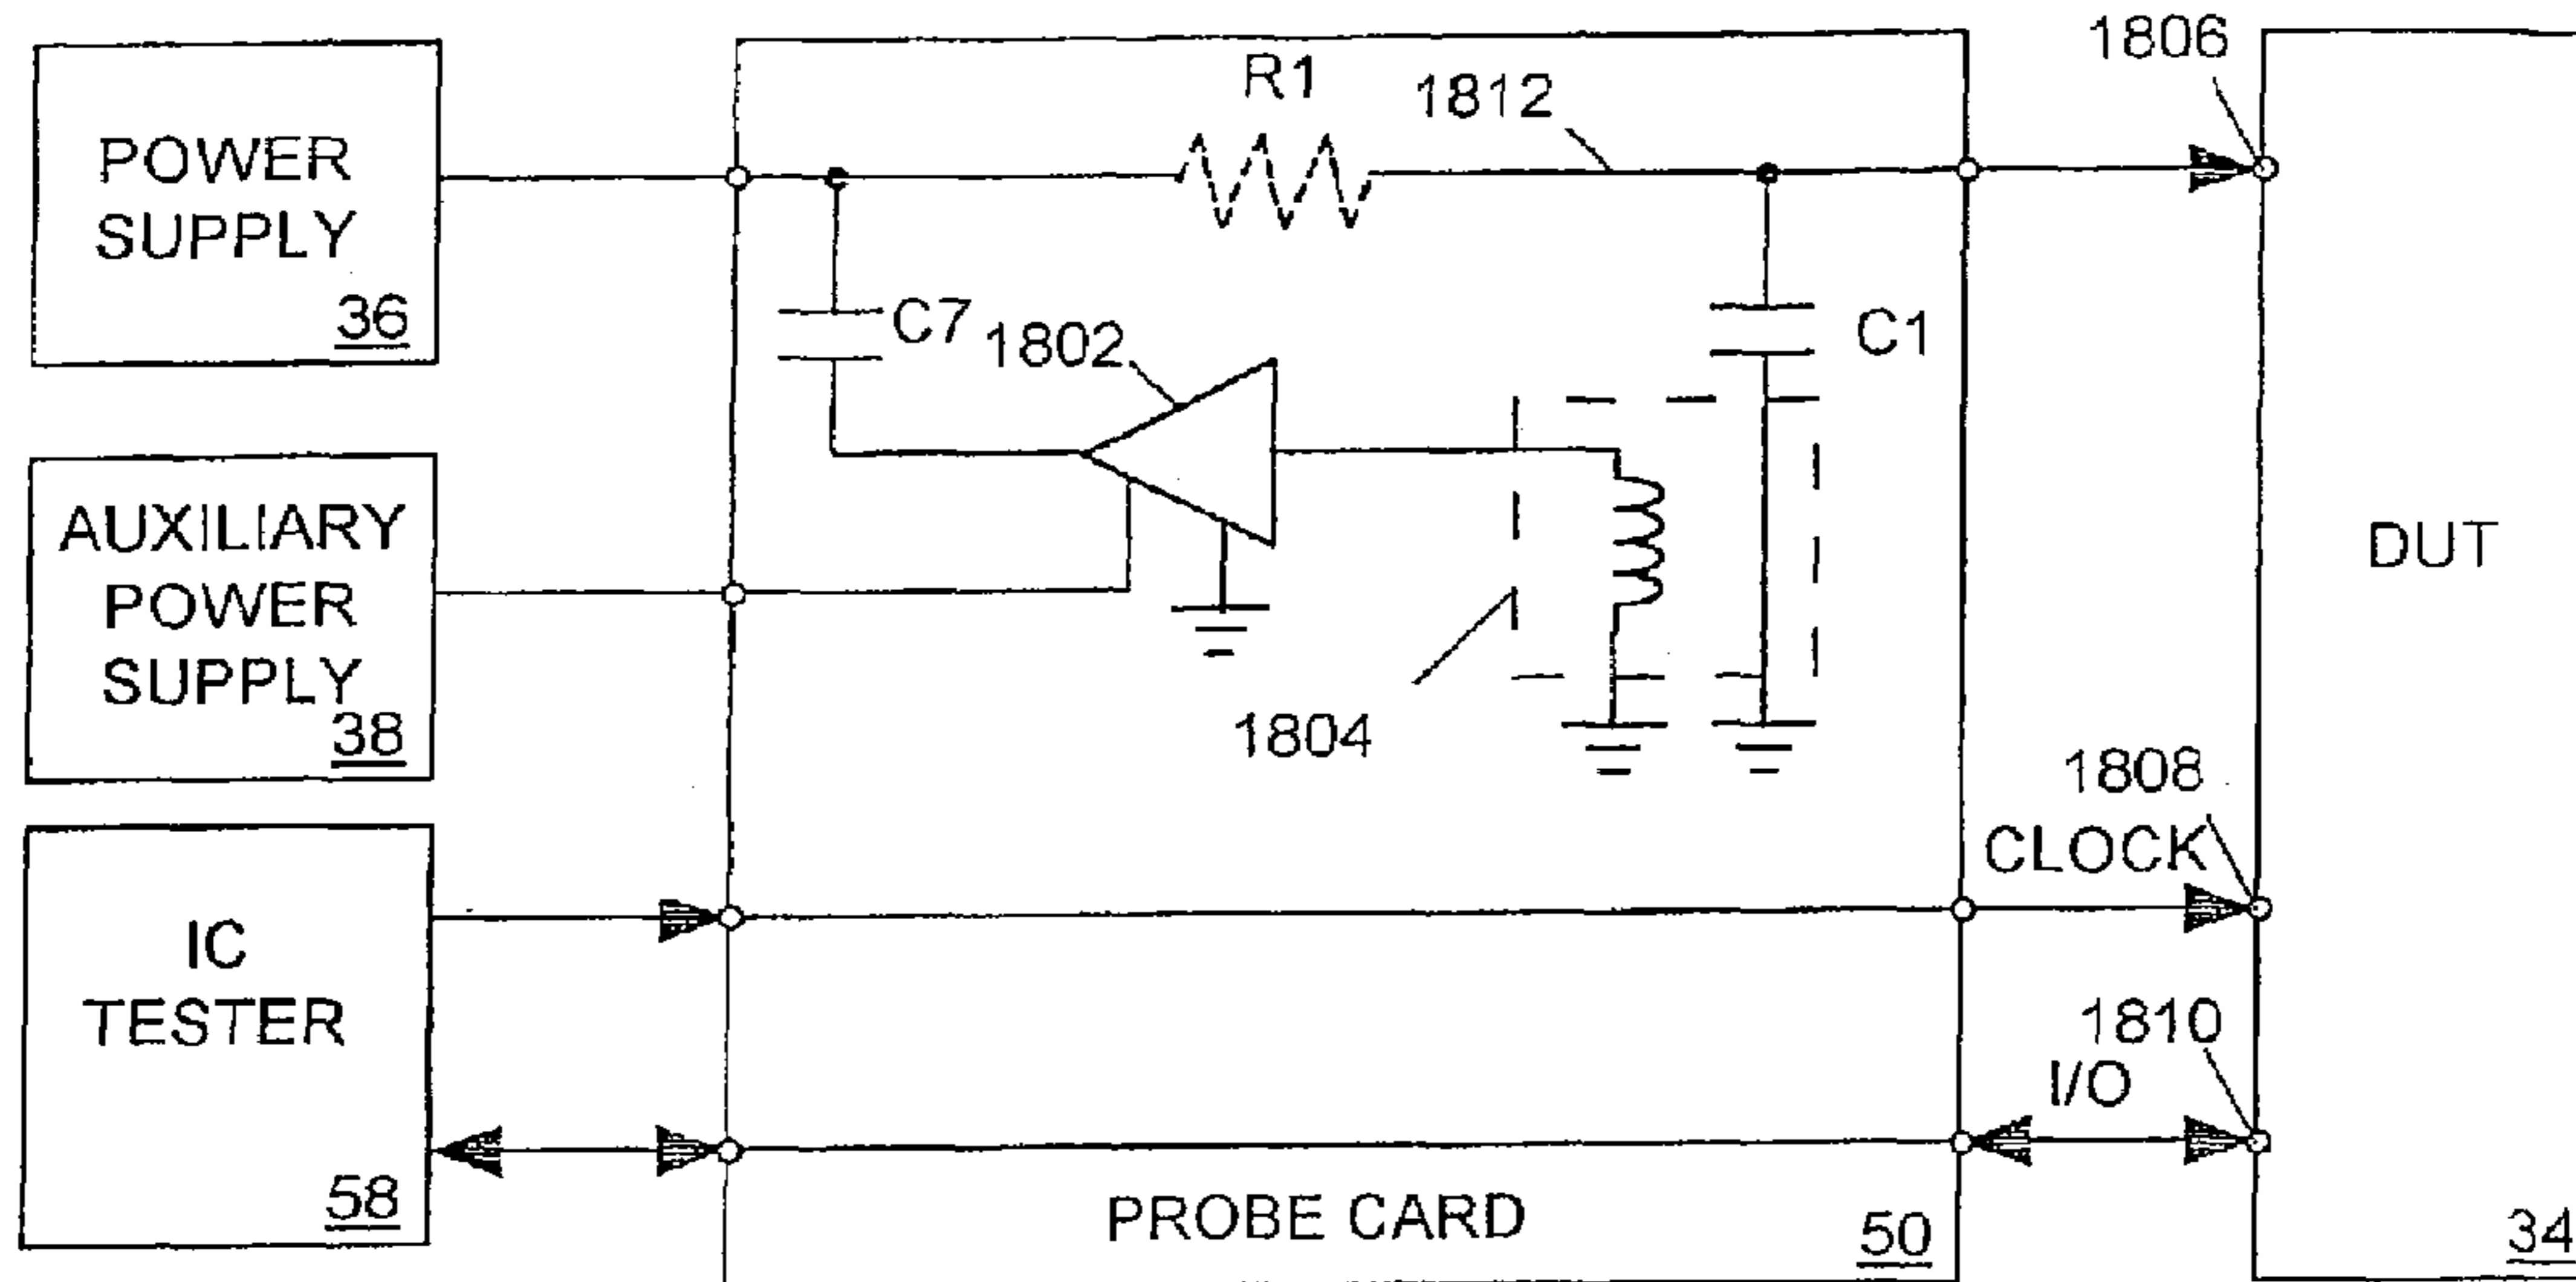 POWER
SUPPLY
36
AUXILIARY
POWER
SUPPLY
38
IC
TESTER
58
R1
1812
C7
1802
C1
1804
PROBE CARD
50
1806
1808
CLOCK
1810
I/O
DUT
34